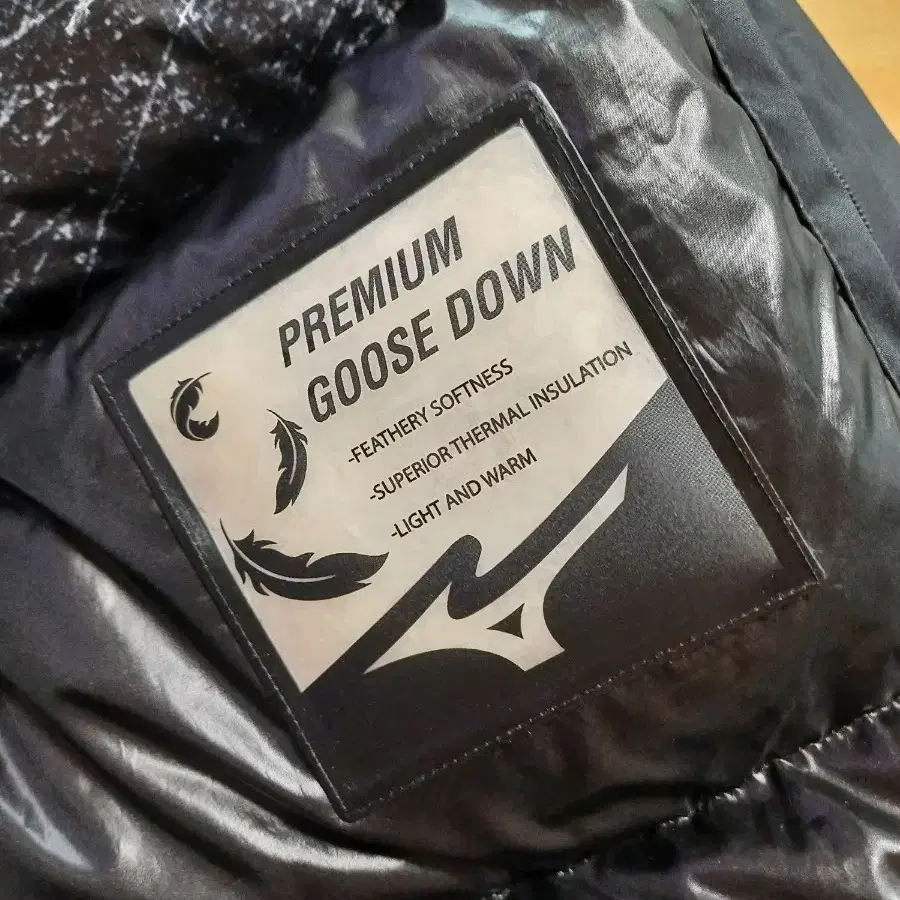 PREMIUM
GOOSE DOWN
-FEATHERY SOFTNESS
-SUPERIOR THERMAL INSULATION
-LIGHT AND WARM